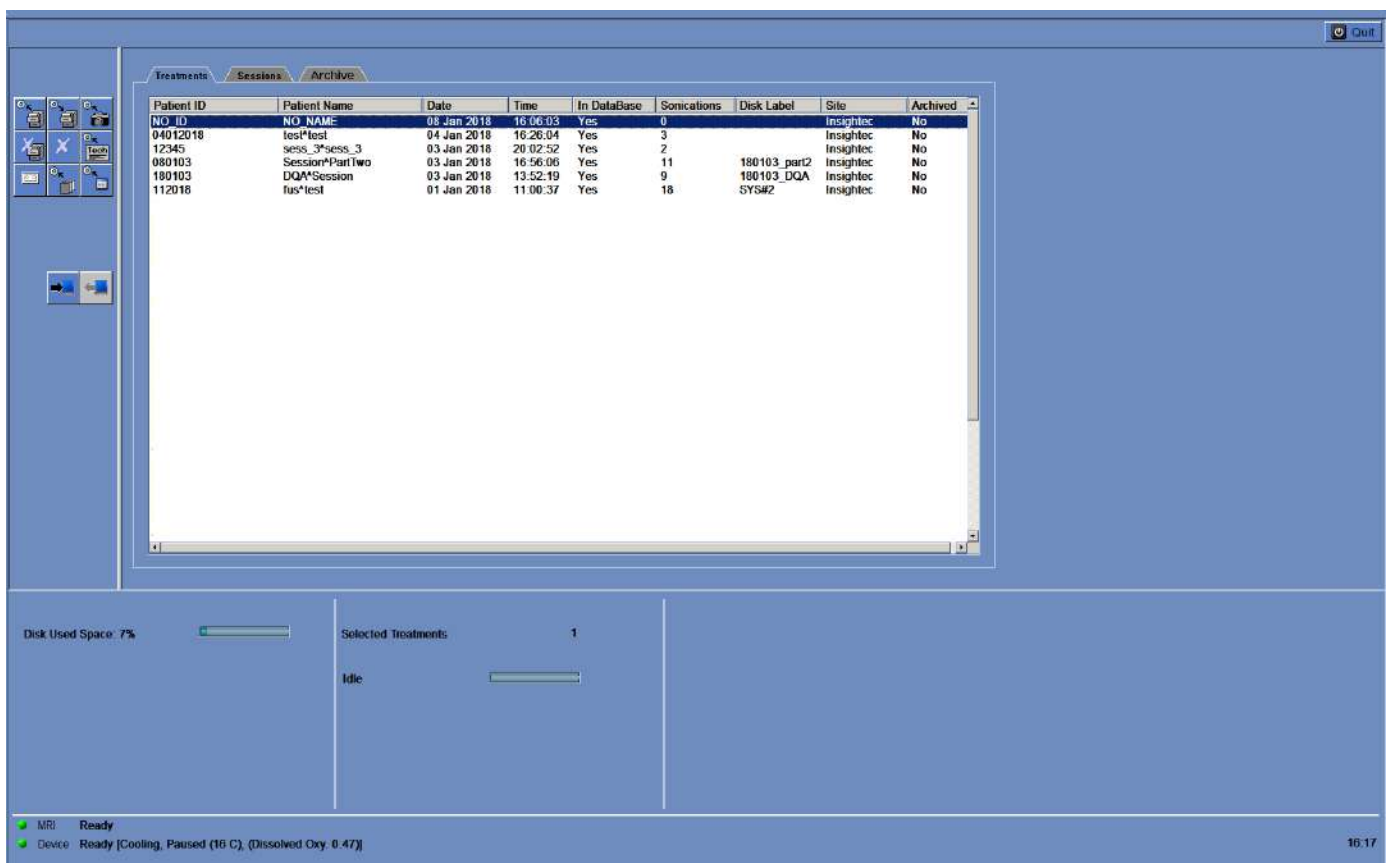 Quit
Treatments Sessions Archive
Patient ID Patient Name Date Time In DataBase Sonications Disk Label Site Archived
NO_ID NO_NAME 08 Jan 2018 16:06:03 Yes 0 Insightec No
04012018 test^test 04 Jan 2018 16:26:04 Yes 3 Insightec No
12345 sess_3^sess_3 03 Jan 2018 20:02:52 Yes 2 Insightec No
080103 Session^PartTwo 03 Jan 2018 16:56:06 Yes 11 180103_part2 Insightec No
180103 DQA^Session 03 Jan 2018 13:52:19 Yes 9 180103_DQA Insightec No
112018 fus^test 01 Jan 2018 11:00:37 Yes 18 SYS#2 Insightec No
Tech
Disk Used Space: 7%
Selected Treatments 1
Idle
MRI Ready
Device Ready [Cooling, Paused (16 C), (Dissolved Oxy. 0.47)]
16:17